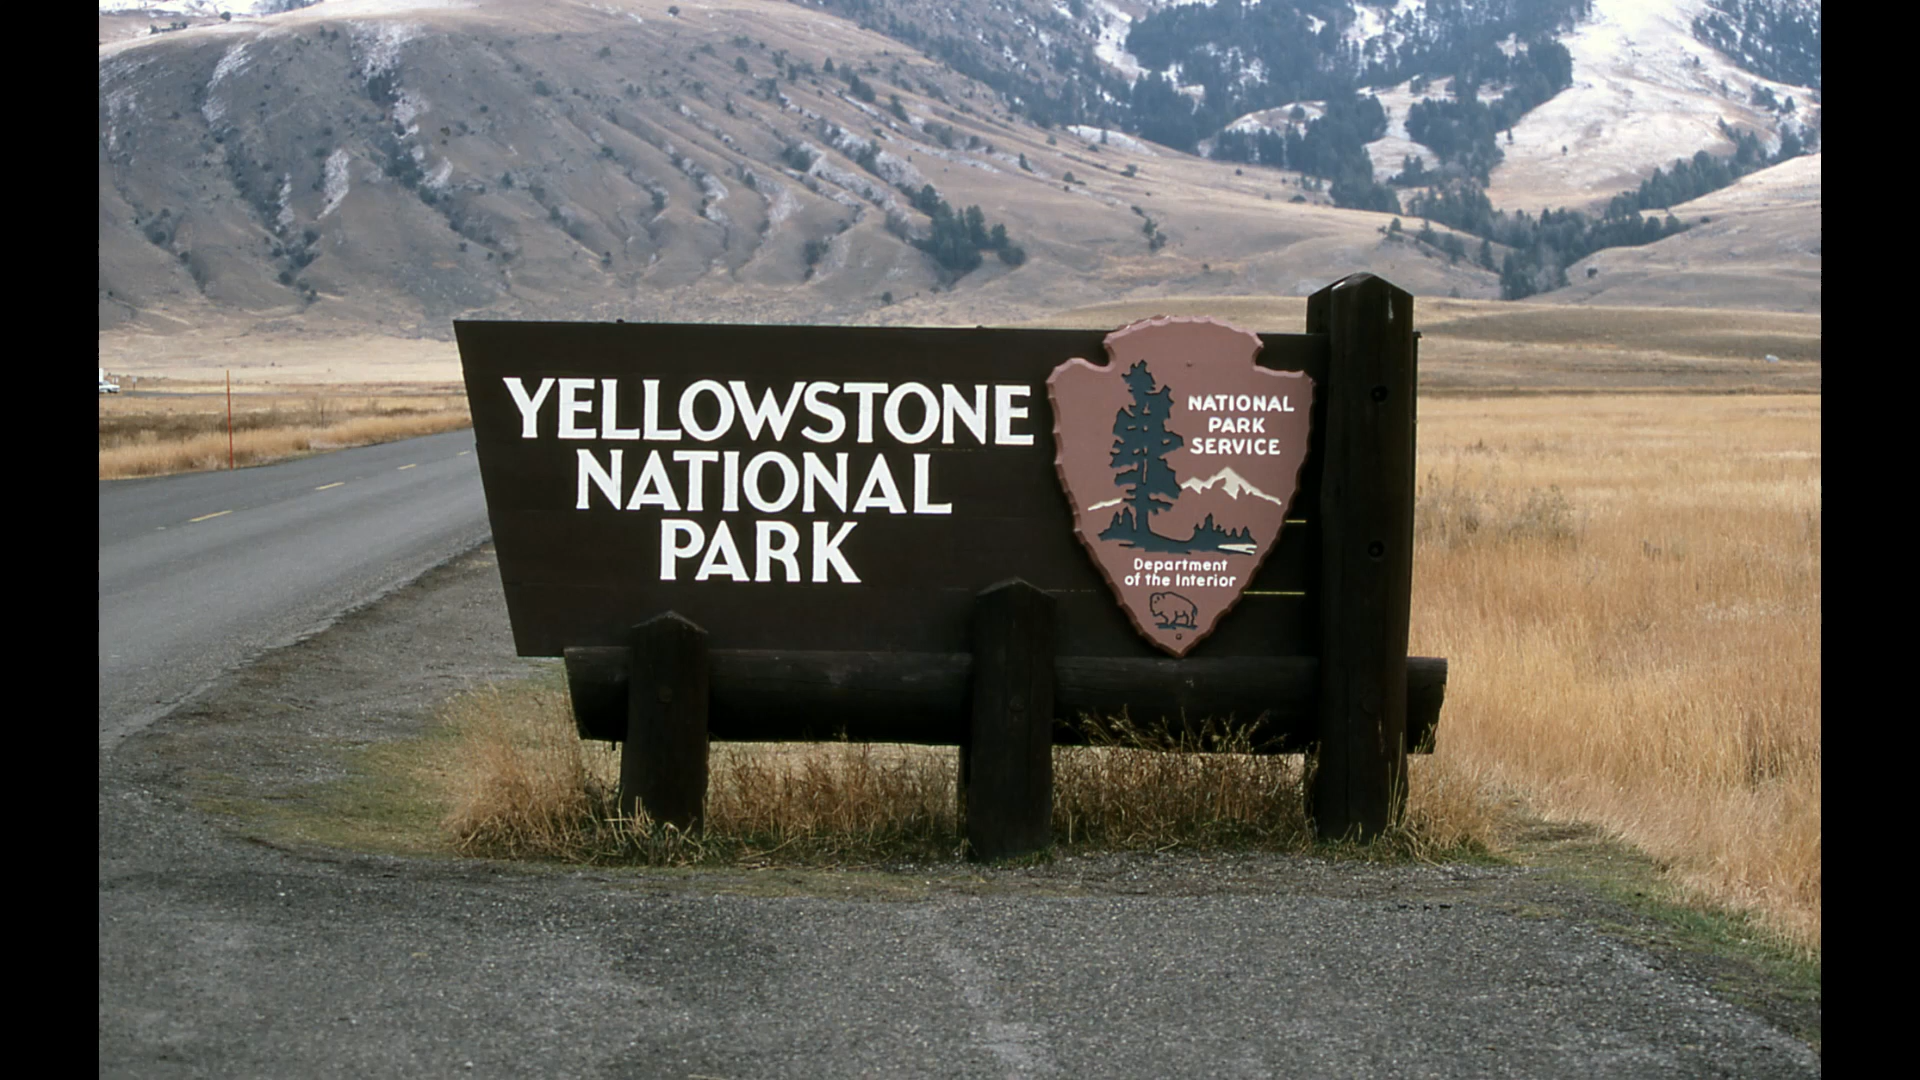 YELLOWSTONE
NATIONAL
PARK
NATIONAL
PARK
SERVICE
Department
of the Interior